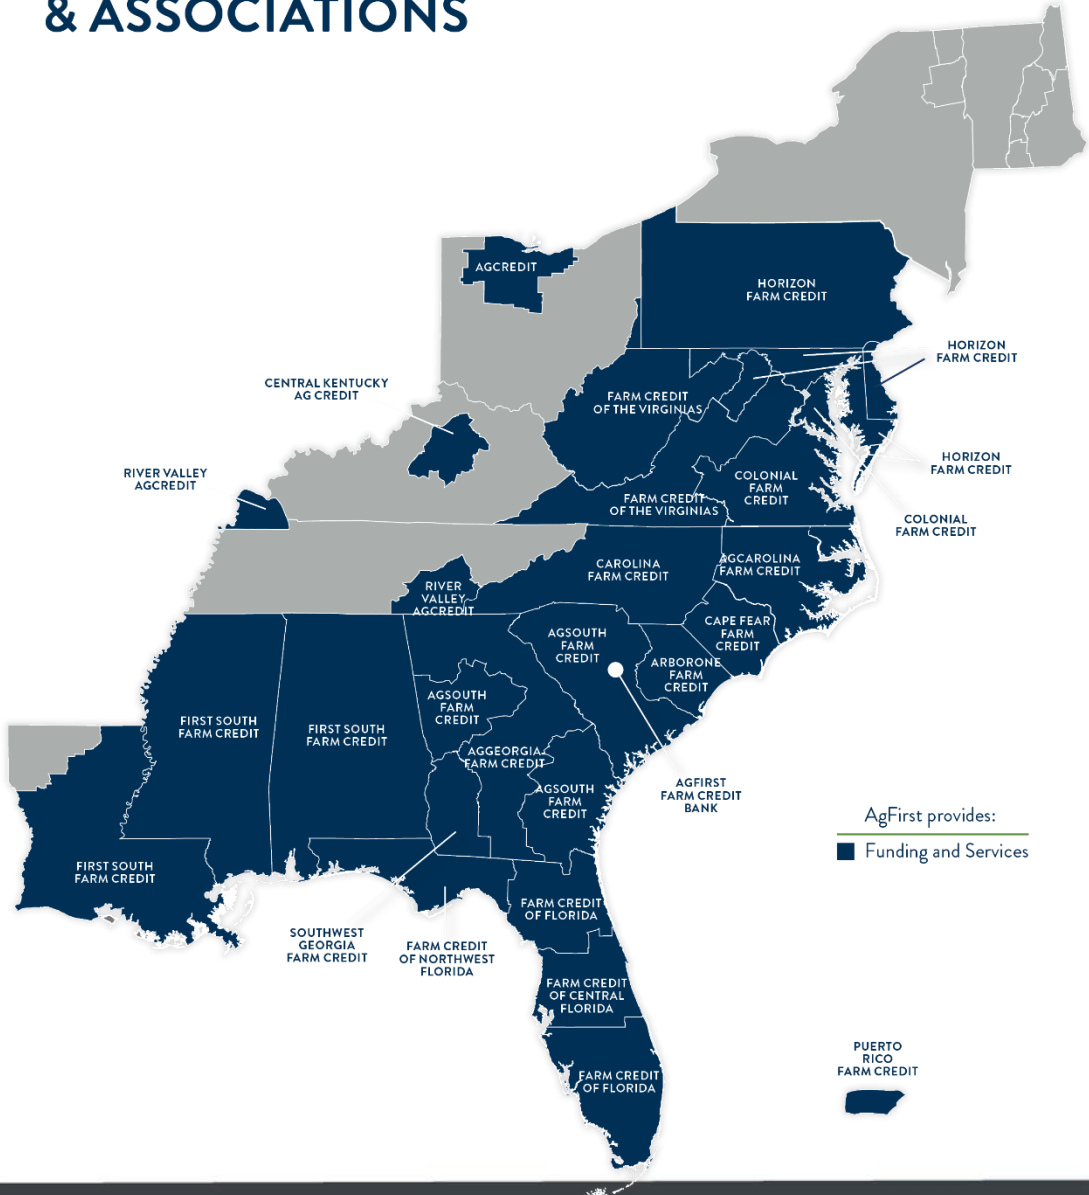 & ASSOCIATIONS
AGCREDIT
HORIZON
FARM CREDIT
HORIZON
FARM CREDIT
CENTRAL KENTUCKY
AG CREDIT
FARM CREDIT
OF THE VIRGINIAS
RIVER VALLEY
AGCREDIT
HORIZON
FARM CREDIT
COLONIAL
FARM
CREDIT
FARM CREDIT
OF THE VIRGINIAS
COLONIAL
FARM CREDIT
CAROLINA
FARM CREDIT
AGCAROLINA
FARM CREDIT
RIVER
VALLEY
AGCREDIT
CAPE FEAR
FARM
CREDIT
AGSOUTH
FARM
CREDIT
ARBORONE
FARM
CREDIT
AGSOUTH
FARM
CREDIT
FIRST SOUTH
FARM CREDIT
FIRST SOUTH
FARM CREDIT
AGGEORGIA
FARM CREDIT
AGSOUTH
FARM
CREDIT
AGFIRST
FARM CREDIT
BANK
AgFirst provides:
Funding and Services
FIRST SOUTH
FARM CREDIT
FARM CREDIT
OF FLORIDA
SOUTHWEST
GEORGIA
FARM CREDIT
FARM CREDIT
OF NORTHWEST
FLORIDA
FARM CREDIT
OF CENTRAL
FLORIDA
PUERTO
RICO
FARM CREDIT
FARM CREDIT
OF FLORIDA